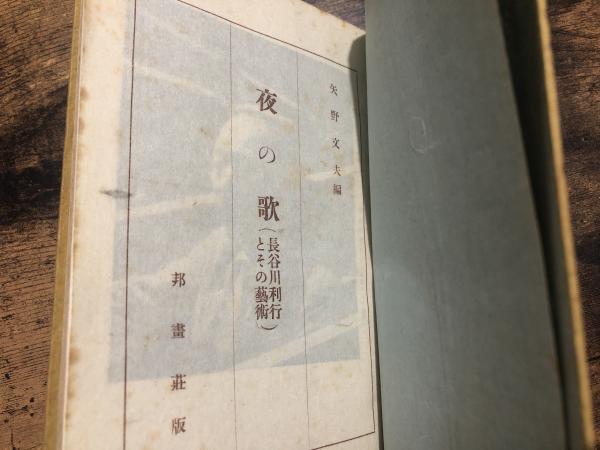 矢野文夫編
夜の歌
(長谷川利行
とその藝術)
邦畫莊版